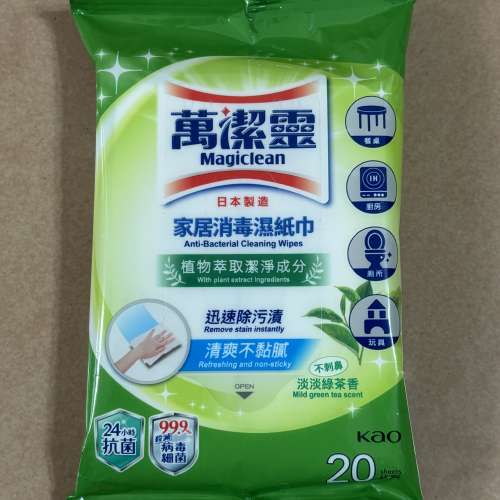 萬潔靈
Magiclean
日本製造
家居消毒濕紙巾
Anti-Bacterial Cleaning Wipes
植物萃取潔淨成分
With plant extract ingredients
餐桌
IH
廚房
廁所
玩具
迅速除污漬
Remove stain instantly
清爽不黏膩
Refreshing and non-sticky
OPEN
不刺鼻
淡淡綠茶香
Mild green tea scent
24小時
抗菌
99.9%
病毒
細菌
Kao
20
sheets